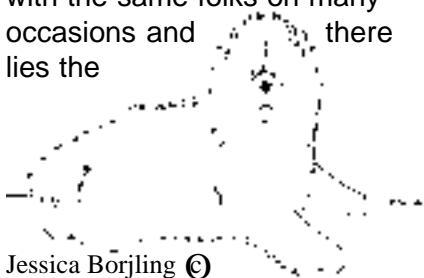 with the same folks on many
occasions and there
lies the
Jessica Borjling ©